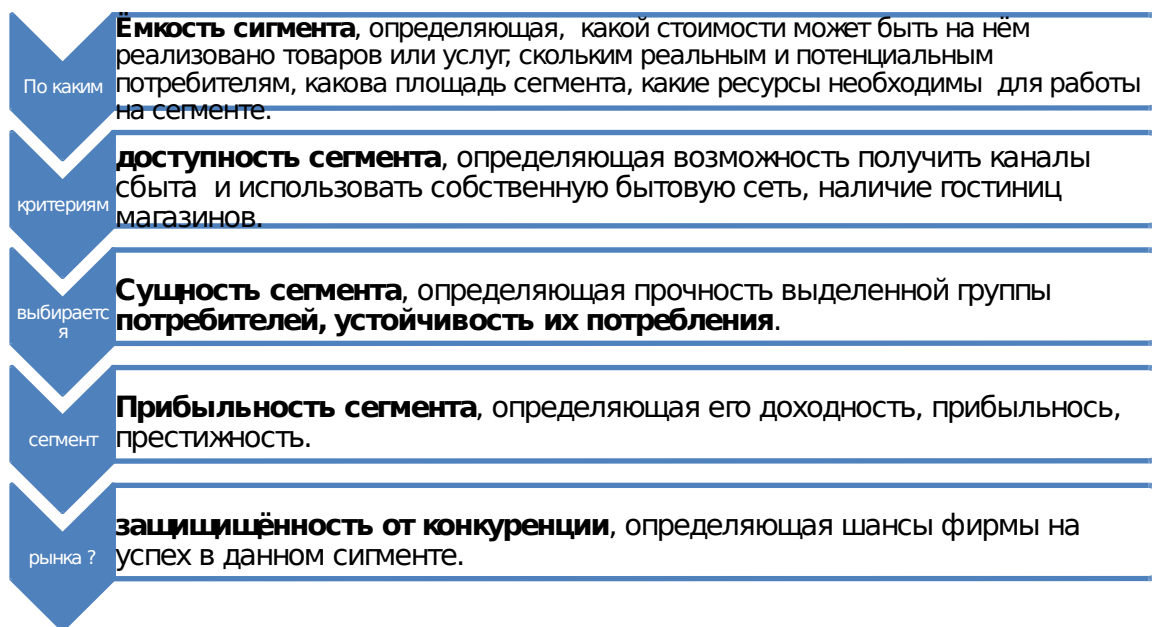 По каким
Ёмкость сигмента, определяющая, какой стоимости может быть на нём
реализовано товаров или услуг, скольким реальным и потенциальным
потребителям, какова площадь сегмента, какие ресурсы необходимы для работы
на сегменте.
критериям
доступность сегмента, определяющая возможность получить каналы
сбыта и использовать собственную бытовую сеть, наличие гостиниц
магазинов.
выбираетс
я
Сущность сегмента, определяющая прочность выделенной группы
потребителей, устойчивость их потребления.
сегмент
Прибыльность сегмента, определяющая его доходность, прибыльнось,
престижность.
рынка ?
защищищённость от конкуренции, определяющая шансы фирмы на
успех в данном сигменте.